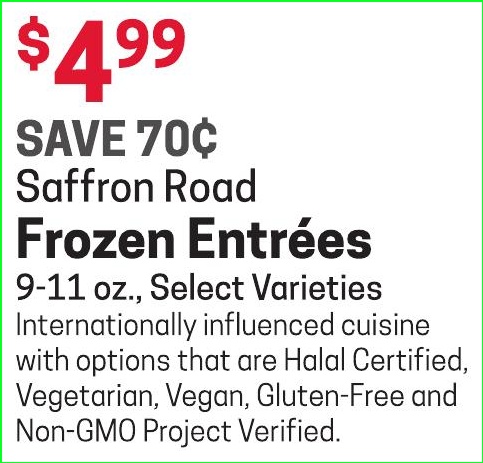 $4.99
SAVE 70¢
Saffron Road
Frozen Entrées
9-11 oz., Select Varieties
Internationally influenced cuisine
with options that are Halal Certified,
Vegetarian, Vegan, Gluten-Free and
Non-GMO Project Verified.